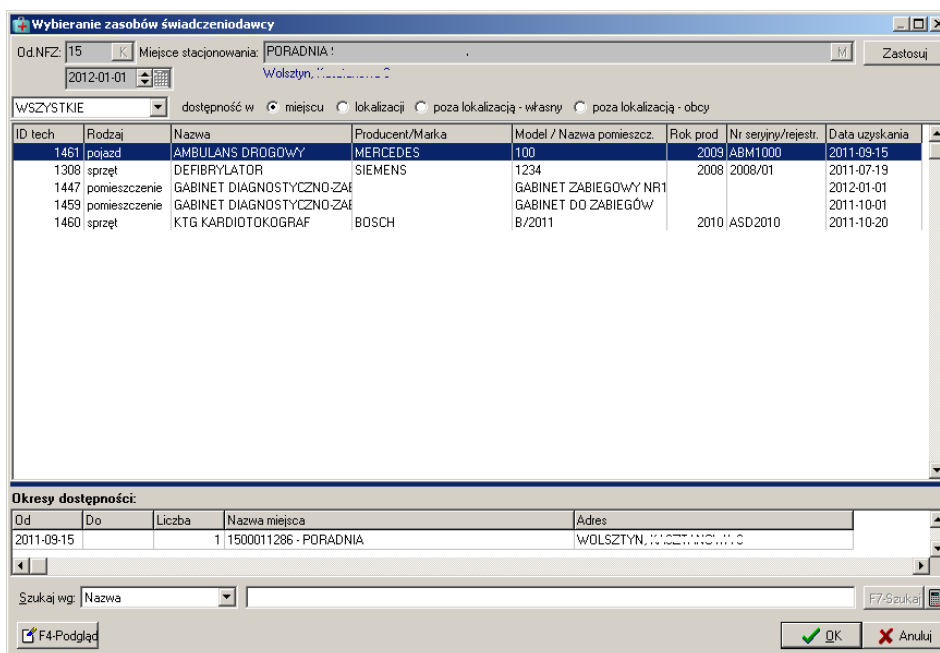 Wybieranie zasobów świadczeniodawcy
Od.NFZ: 15 K Miejsce stacjonowania: PORADNIA M Zastosuj
2012-01-01 Wolsztyn,
WSZYSTKIE dostępność w miejscu lokalizacji poza lokalizacją - własny poza lokalizacją - obcy
ID tech Rodzaj Nazwa Producent/Marka Model / Nazwa pomieszcz. Rok prod Nr seryjny/rejestr. Data uzyskania
1461 pojazd AMBULANS DROGOWY MERCEDES 100 2009 ABM1000 2011-09-15
1308 sprzęt DEFIBRYLATOR SIEMENS 1234 2008 2008/01 2011-07-19
1447 pomieszczenie GABINET DIAGNOSTYCZNO-ZAB GABINET ZABIEGOWY NR1 2012-01-01
1459 pomieszczenie GABINET DIAGNOSTYCZNO-ZAB GABINET DO ZABIEGÓW 2011-10-01
1460 sprzęt KTG KARDIOTOKOGRAF BOSCH B/2011 2010 ASD2010 2011-10-20
Okresy dostępności:
Od Do Liczba Nazwa miejsca Adres
2011-09-15 1 1500011286 - PORADNIA WOLSZTYN,
Szukaj wg: Nazwa F7-Szukaj
F4-Podgląd OK Anuluj